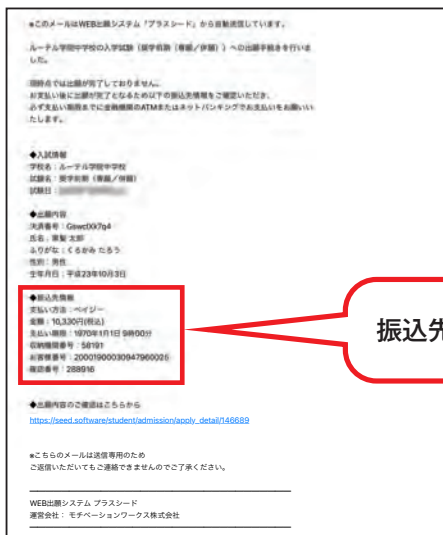 ※このメールはWEB出願システム「プラスシード」から自動送信しています。
ルーテル学院中学校の入学試験（奨学前期（専願／併願））への出願手続きを行いま
した。
現時点では出願が完了しておりません。
お支払い後に出願が完了となるため以下の振込先情報をご確認いただき、
必ず支払い期限までに金融機関のATMまたはネットバンキングでお支払いをお願いい
たします。
◆入試情報
学校名：ルーテル学院中学校
試験名：奨学前期（専願／併願）
試験日：
◆出願内容
決済番号：GswclXk7q4
氏名：
ふりがな：くるかみ たろう
性別：男性
生年月日：平成23年10月3日
◆振込先情報
支払い方法：ペイジー
金額：10,330円(税込)
支払い期限：1970年1月1日 9時00分
収納機関番号：58191
お客様番号：20001900030947960026
確認番号：288916
振込先
◆出願内容のご確認はこちらから
https://seed.software/student/admission/apply_detail/146689
※こちらのメールは送信専用のため
ご返信いただいてもご連絡できませんのでご了承ください。
WEB出願システム プラスシード
運営会社： モチベーションワークス株式会社